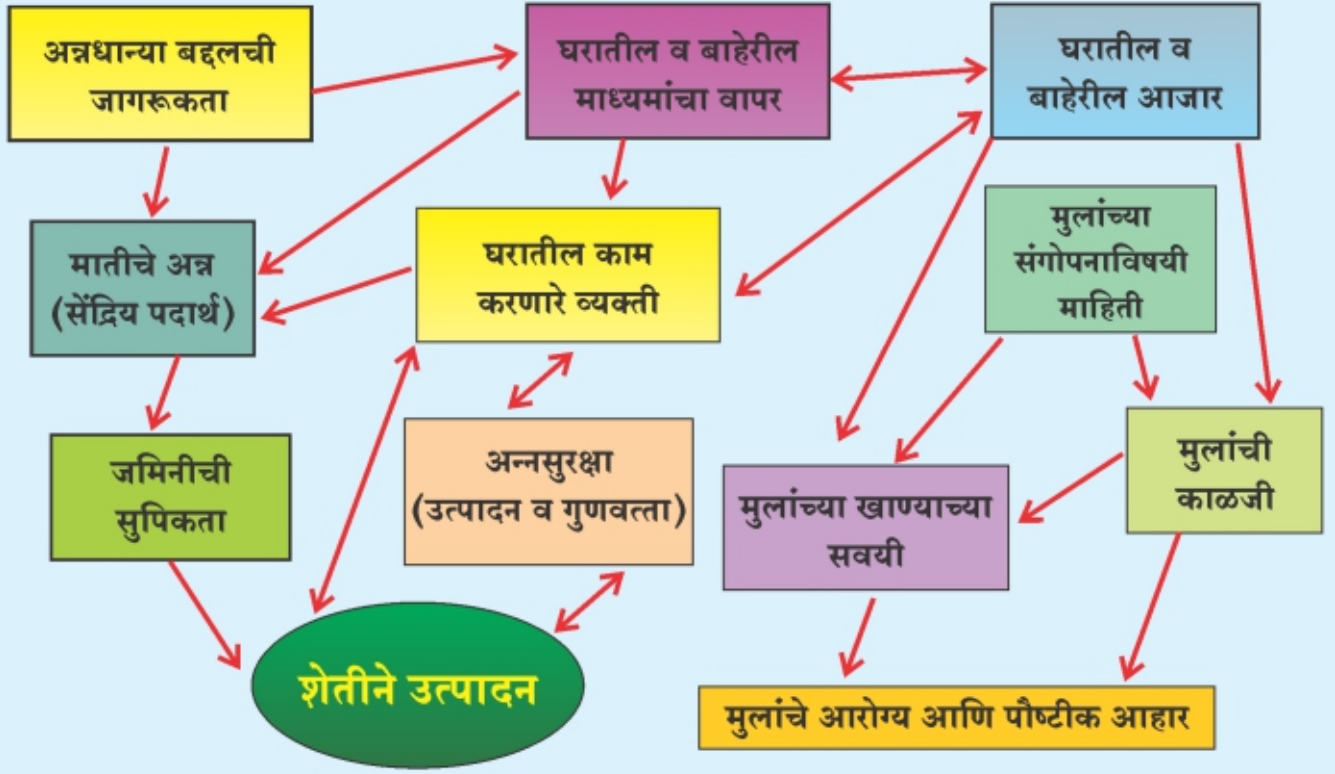 अन्नधान्या बद्दलची
जागरूकता
घरातील व बाहेरील
माध्यमांचा वापर
घरातील व
बाहेरील आजार
मातीचे अन्न
(सेंद्रिय पदार्थ)
घरातील काम
करणारे व्यक्ती
मुलांच्या
संगोपनाविषयी
माहिती
जमिनीची
सुपिकता
अन्नसुरक्षा
(उत्पादन व गुणवत्ता)
मुलांच्या खाण्याच्या
सवयी
मुलांची
काळजी
शेतीने उत्पादन
मुलांचे आरोग्य आणि पौष्टीक आहार